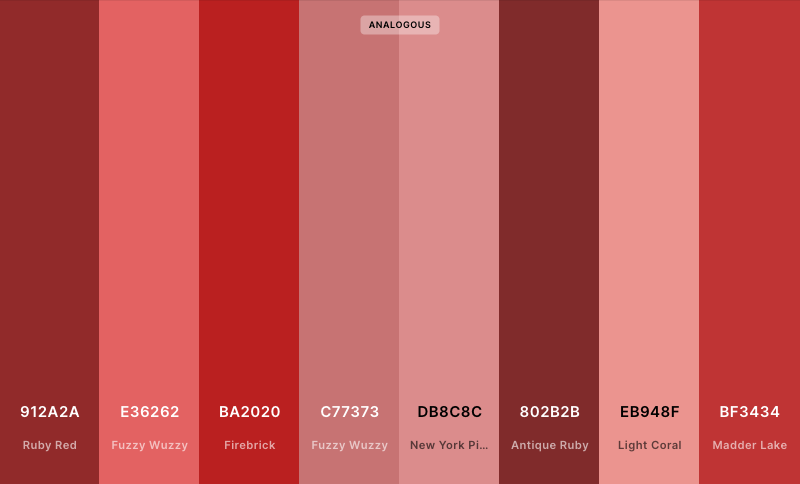 ANALOGOUS
912A2A
Ruby Red
E36262
Fuzzy Wuzzy
BA2020
Firebrick
C77373
Fuzzy Wuzzy
DB8C8C
New York Pi...
802B2B
Antique Ruby
EB948F
Light Coral
BF3434
Madder Lake